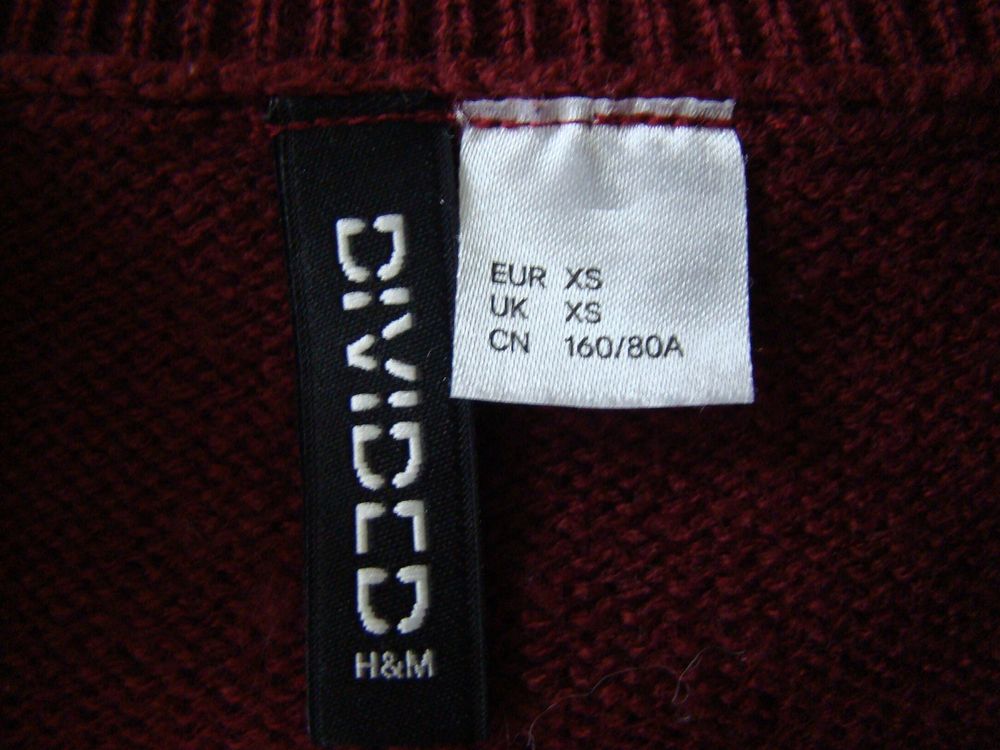 DIVIDED
H&M
EUR XS
UK XS
CN 160/80A